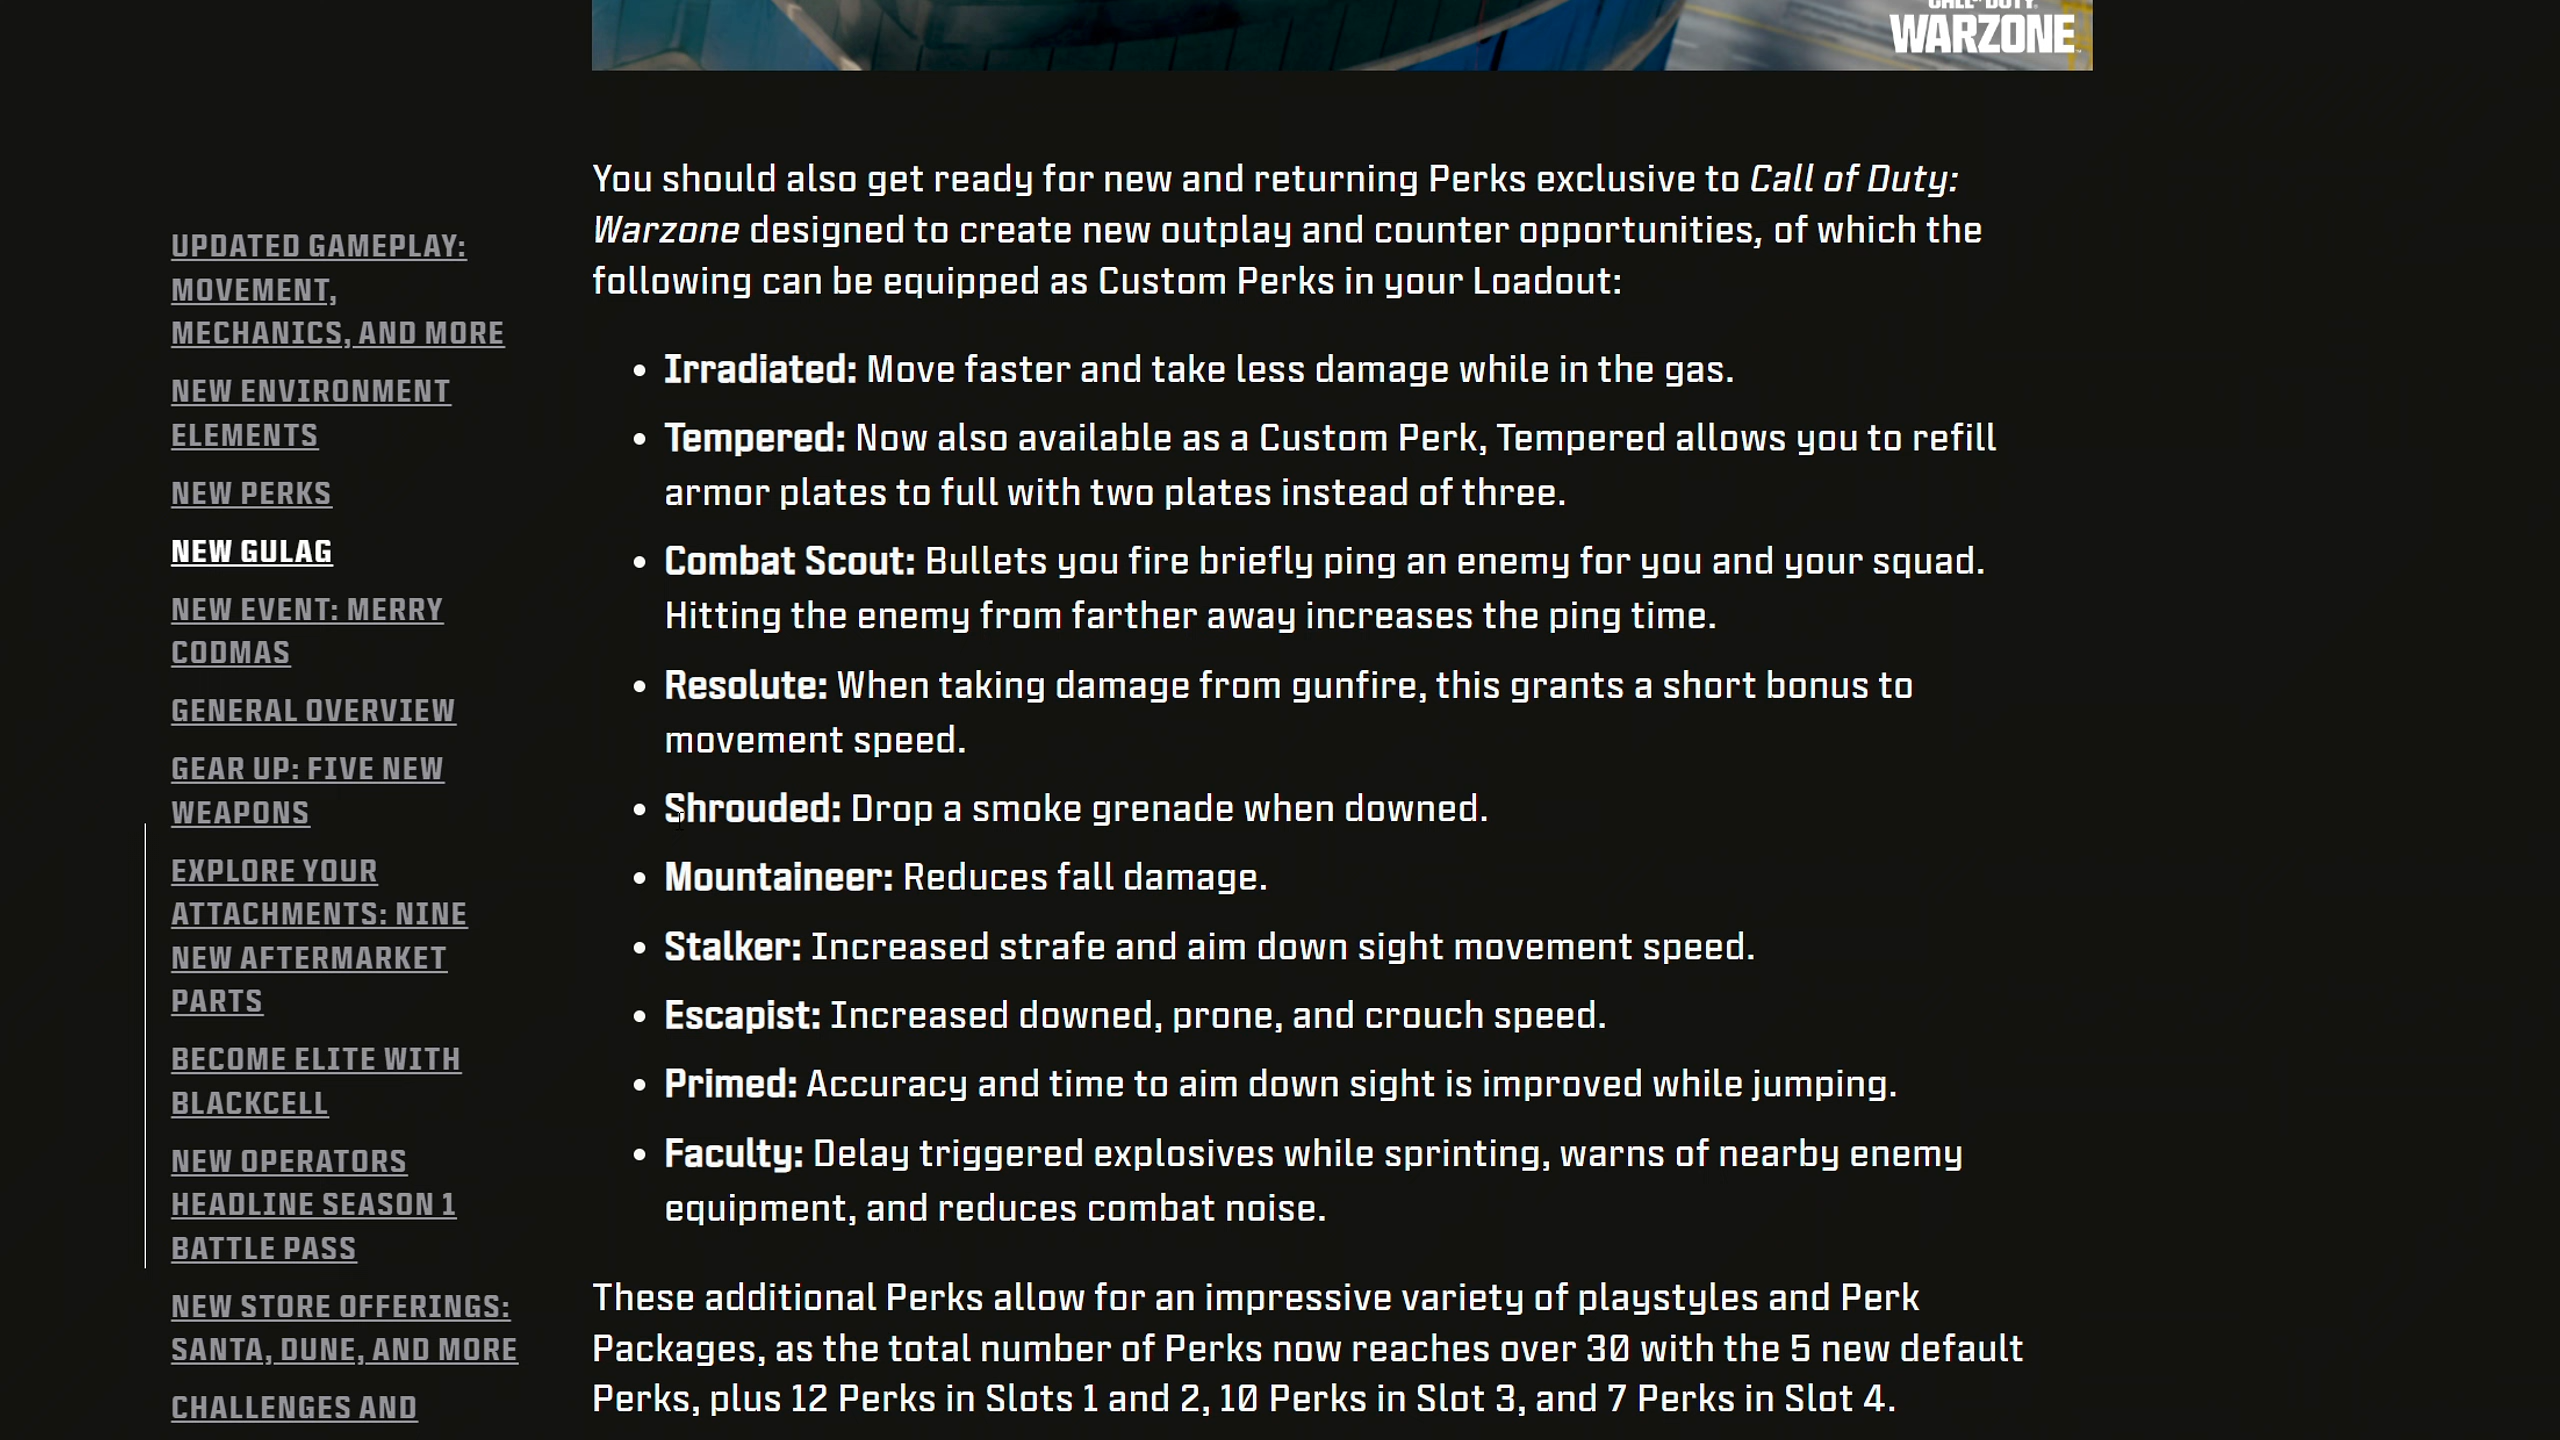 CALL OF DUTY
WARZONE
UPDATED GAMEPLAY:
MOVEMENT,
MECHANICS, AND MORE
NEW ENVIRONMENT
ELEMENTS
NEW PERKS
NEW GULAG
NEW EVENT: MERRY
CODMAS
GENERAL OVERVIEW
GEAR UP: FIVE NEW
WEAPONS
EXPLORE YOUR
ATTACHMENTS: NINE
NEW AFTERMARKET
PARTS
BECOME ELITE WITH
BLACKCELL
NEW OPERATORS
HEADLINE SEASON 1
BATTLE PASS
NEW STORE OFFERINGS:
SANTA, DUNE, AND MORE
CHALLENGES AND
You should also get ready for new and returning Perks exclusive to Call of Duty:
Warzone designed to create new outplay and counter opportunities, of which the
following can be equipped as Custom Perks in your Loadout:
• Irradiated: Move faster and take less damage while in the gas.
• Tempered: Now also available as a Custom Perk, Tempered allows you to refill
armor plates to full with two plates instead of three.
• Combat Scout: Bullets you fire briefly ping an enemy for you and your squad.
Hitting the enemy from farther away increases the ping time.
• Resolute: When taking damage from gunfire, this grants a short bonus to
movement speed.
• Shrouded: Drop a smoke grenade when downed.
• Mountaineer: Reduces fall damage.
• Stalker: Increased strafe and aim down sight movement speed.
• Escapist: Increased downed, prone, and crouch speed.
• Primed: Accuracy and time to aim down sight is improved while jumping.
• Faculty: Delay triggered explosives while sprinting, warns of nearby enemy
equipment, and reduces combat noise.
These additional Perks allow for an impressive variety of playstyles and Perk
Packages, as the total number of Perks now reaches over 30 with the 5 new default
Perks, plus 12 Perks in Slots 1 and 2, 10 Perks in Slot 3, and 7 Perks in Slot 4.